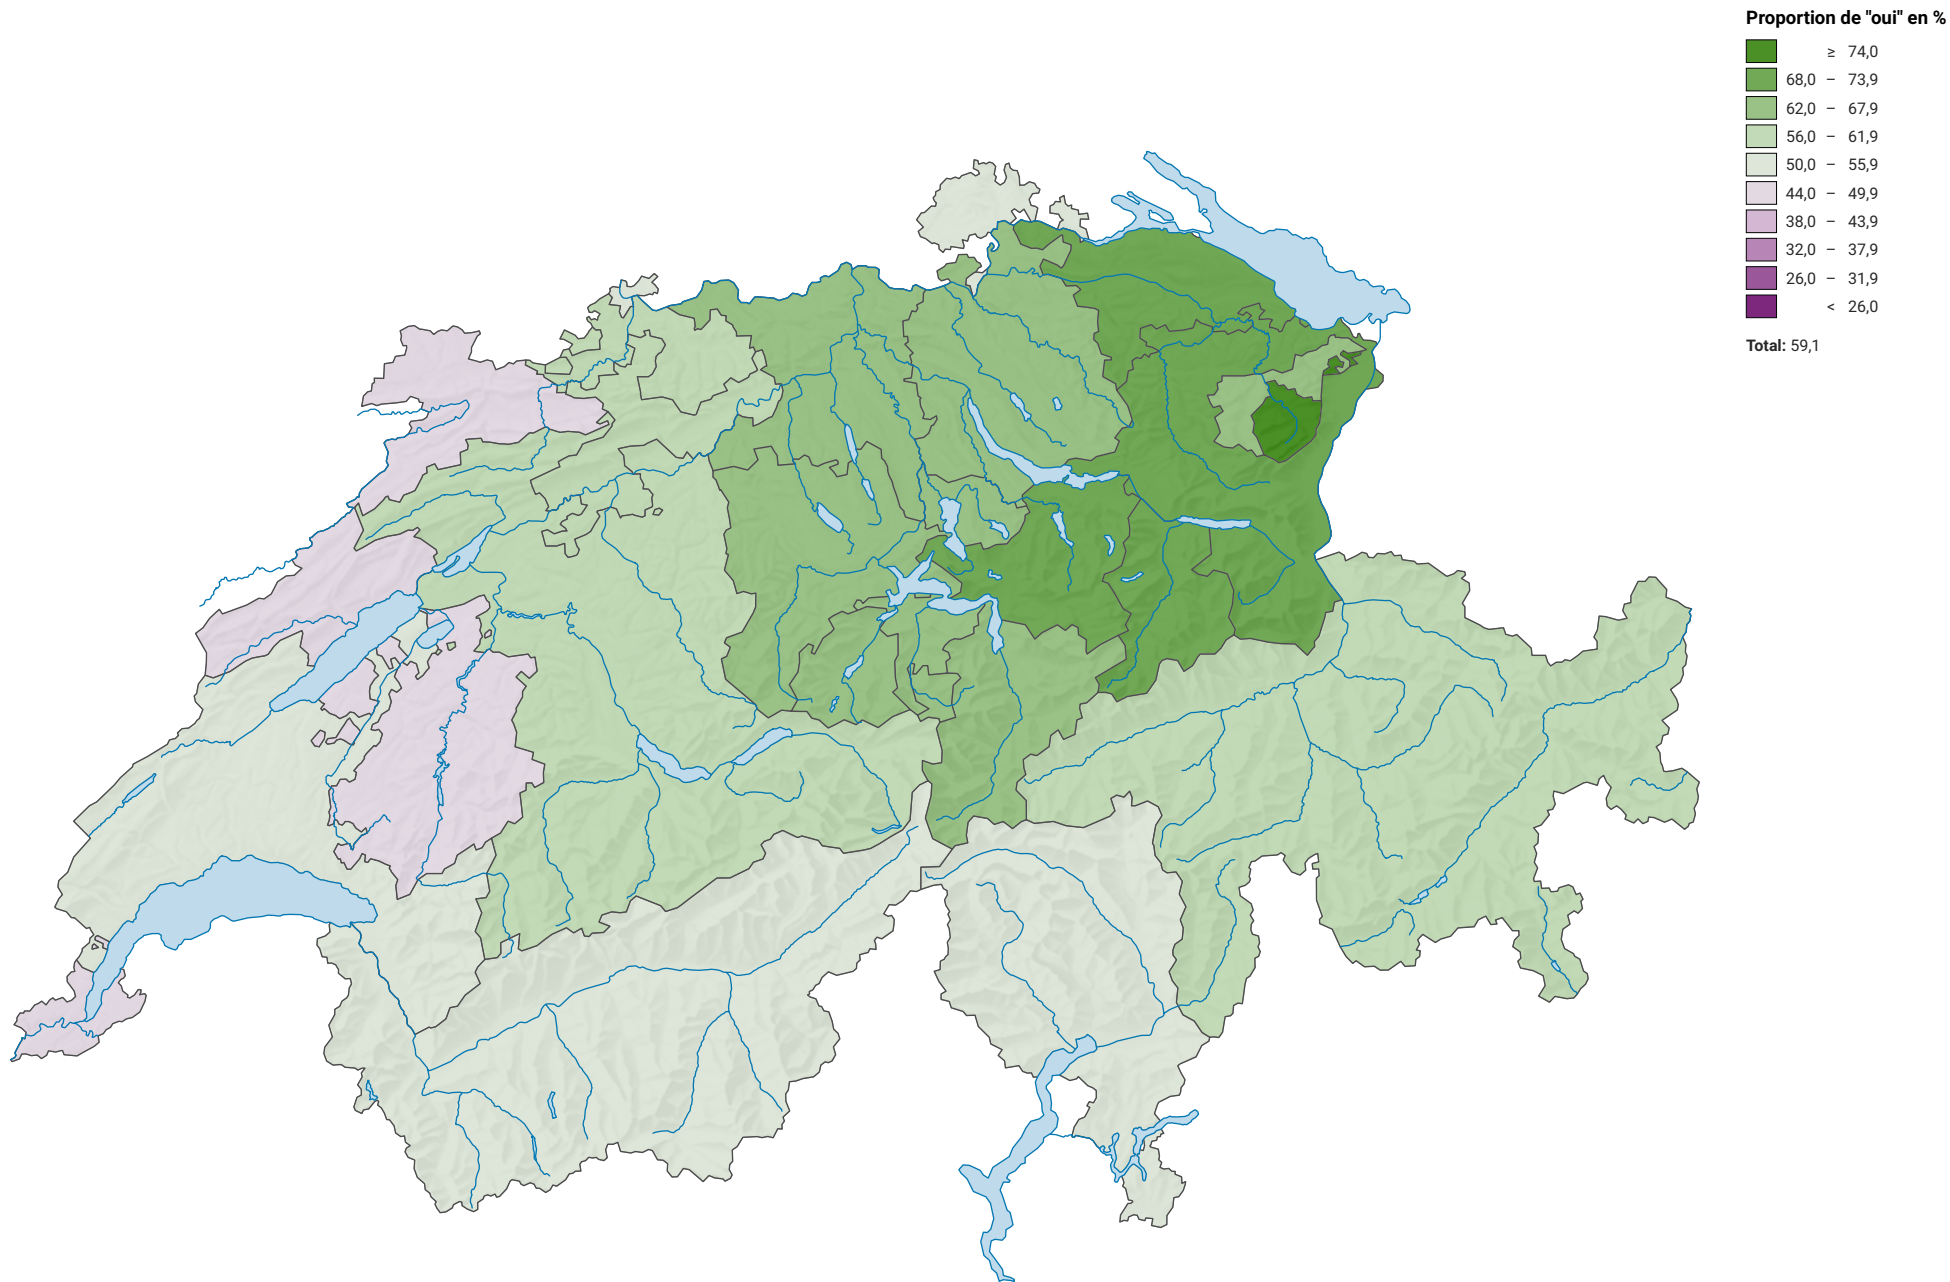 Proportion de "oui" en %
≥ 74,0
68,0 – 73,9
62,0 – 67,9
56,0 – 61,9
50,0 – 55,9
44,0 – 49,9
38,0 – 43,9
32,0 – 37,9
26,0 – 31,9
< 26,0
Total: 59,1